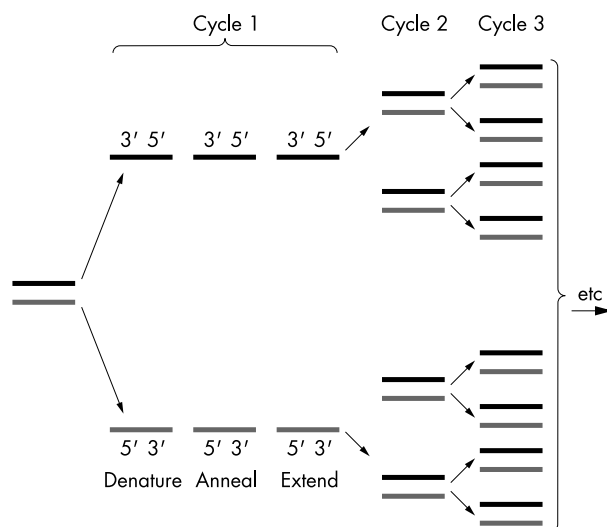 Cycle 1 Cycle 2 Cycle 3
3′ 5′ 3′ 5′ 3′ 5′
etc
5′ 3′ 5′ 3′ 5′ 3′
Denature Anneal Extend